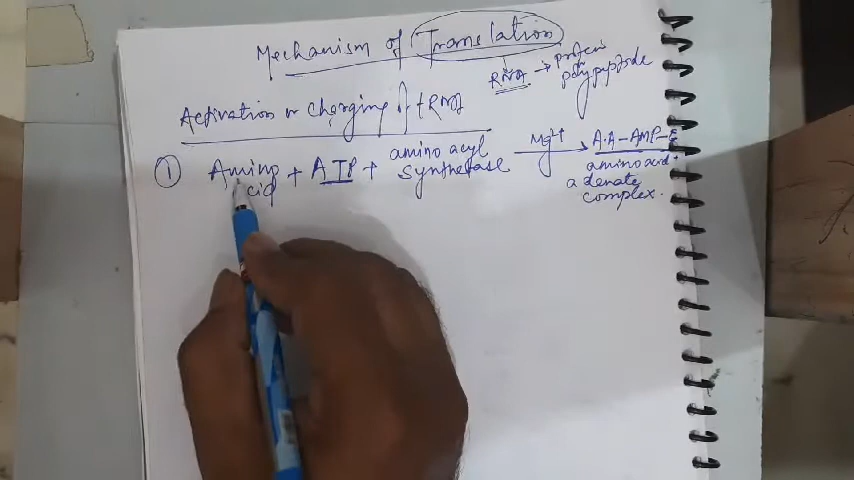 Mechanism of Translation
RNA → Protein or
polypeptide
Activation or Charging of tRNA
① Amino + ATP + amino acyl synthetase Mg²⁺ → A.A - AMP - E
acid
amino acid
adenate
complex.